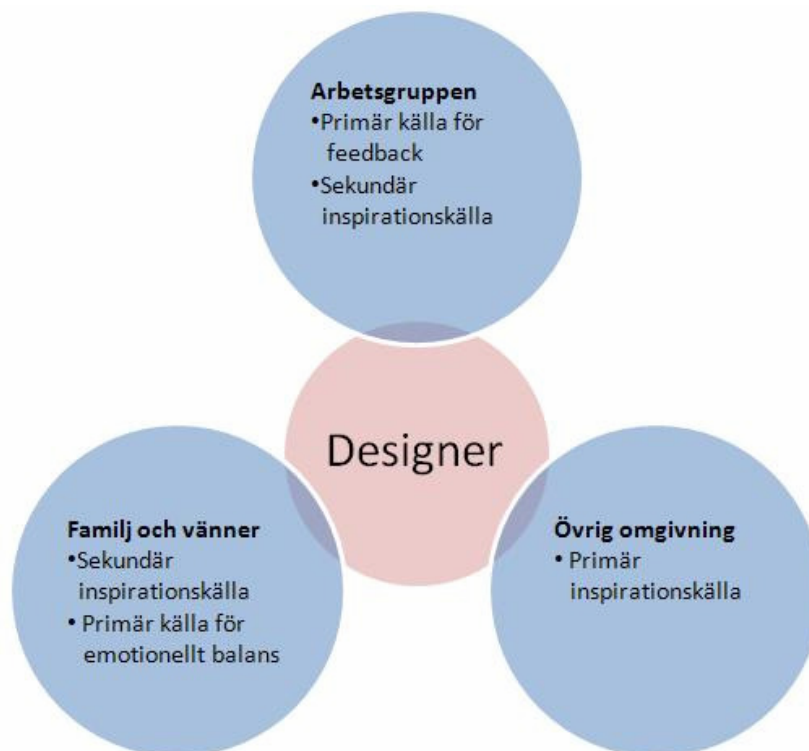 Arbetsgruppen
•Primär källa för
feedback
•Sekundär
inspirationskälla
Designer
Familj och vänner
•Sekundär
inspirationskälla
• Primär källa för
emotionellt balans
Övrig omgivning
• Primär
inspirationskälla